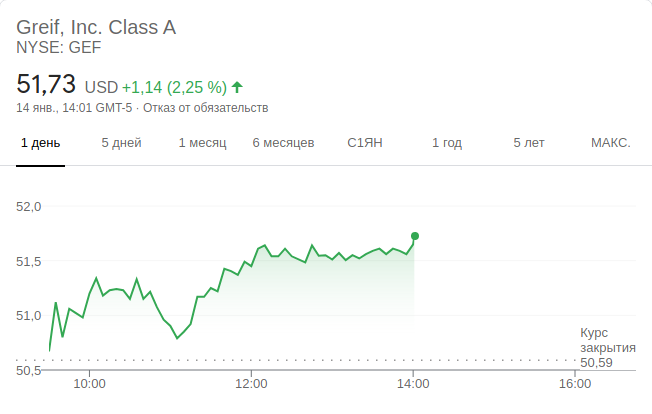 Greif, Inc. Class A
NYSE: GEF
51,73 USD +1,14 (2,25 %)
14 янв., 14:01 GMT-5 · Отказ от обязательств
1 день 5 дней 1 месяц 6 месяцев С1ЯН 1 год 5 лет МАКС.
52,0
51,5
51,0
Курс
закрытия
50,59
50,5
10:00 12:00 14:00 16:00